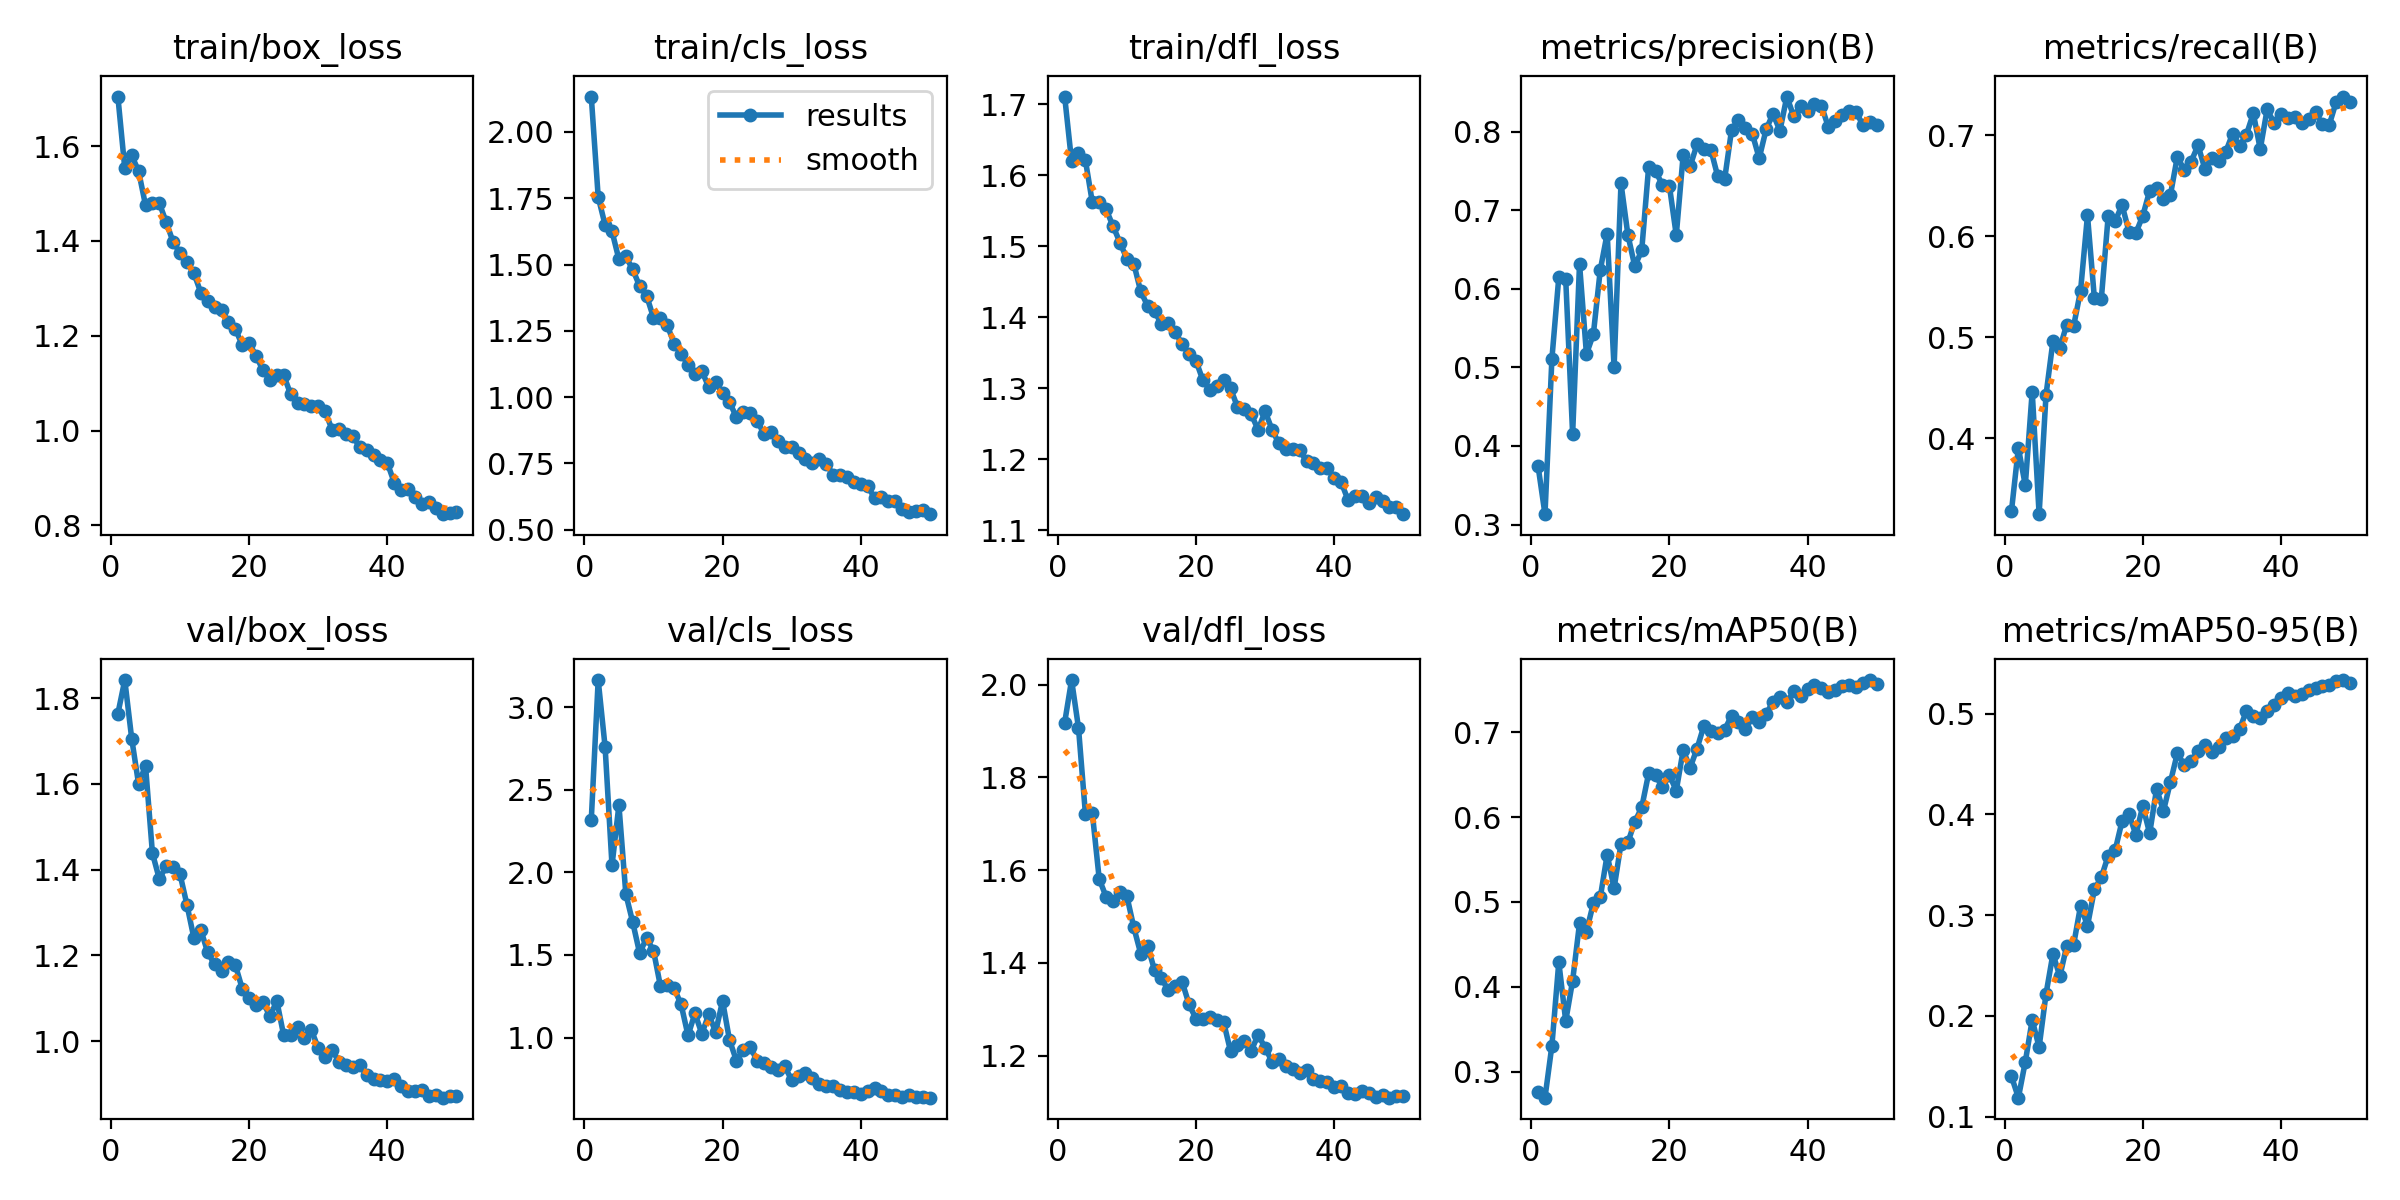 train/box_loss
1.6
1.4
1.2
1.0
0.8
0 20 40
train/cls_loss
results
smooth
2.00
1.75
1.50
1.25
1.00
0.75
0.50
0 20 40
train/dfl_loss
1.7
1.6
1.5
1.4
1.3
1.2
1.1
0 20 40
metrics/precision(B)
0.8
0.7
0.6
0.5
0.4
0.3
0 20 40
metrics/recall(B)
0.7
0.6
0.5
0.4
0 20 40
val/box_loss
1.8
1.6
1.4
1.2
1.0
0 20 40
val/cls_loss
3.0
2.5
2.0
1.5
1.0
0 20 40
val/dfl_loss
2.0
1.8
1.6
1.4
1.2
0 20 40
metrics/mAP50(B)
0.7
0.6
0.5
0.4
0.3
0 20 40
metrics/mAP50-95(B)
0.5
0.4
0.3
0.2
0.1
0 20 40